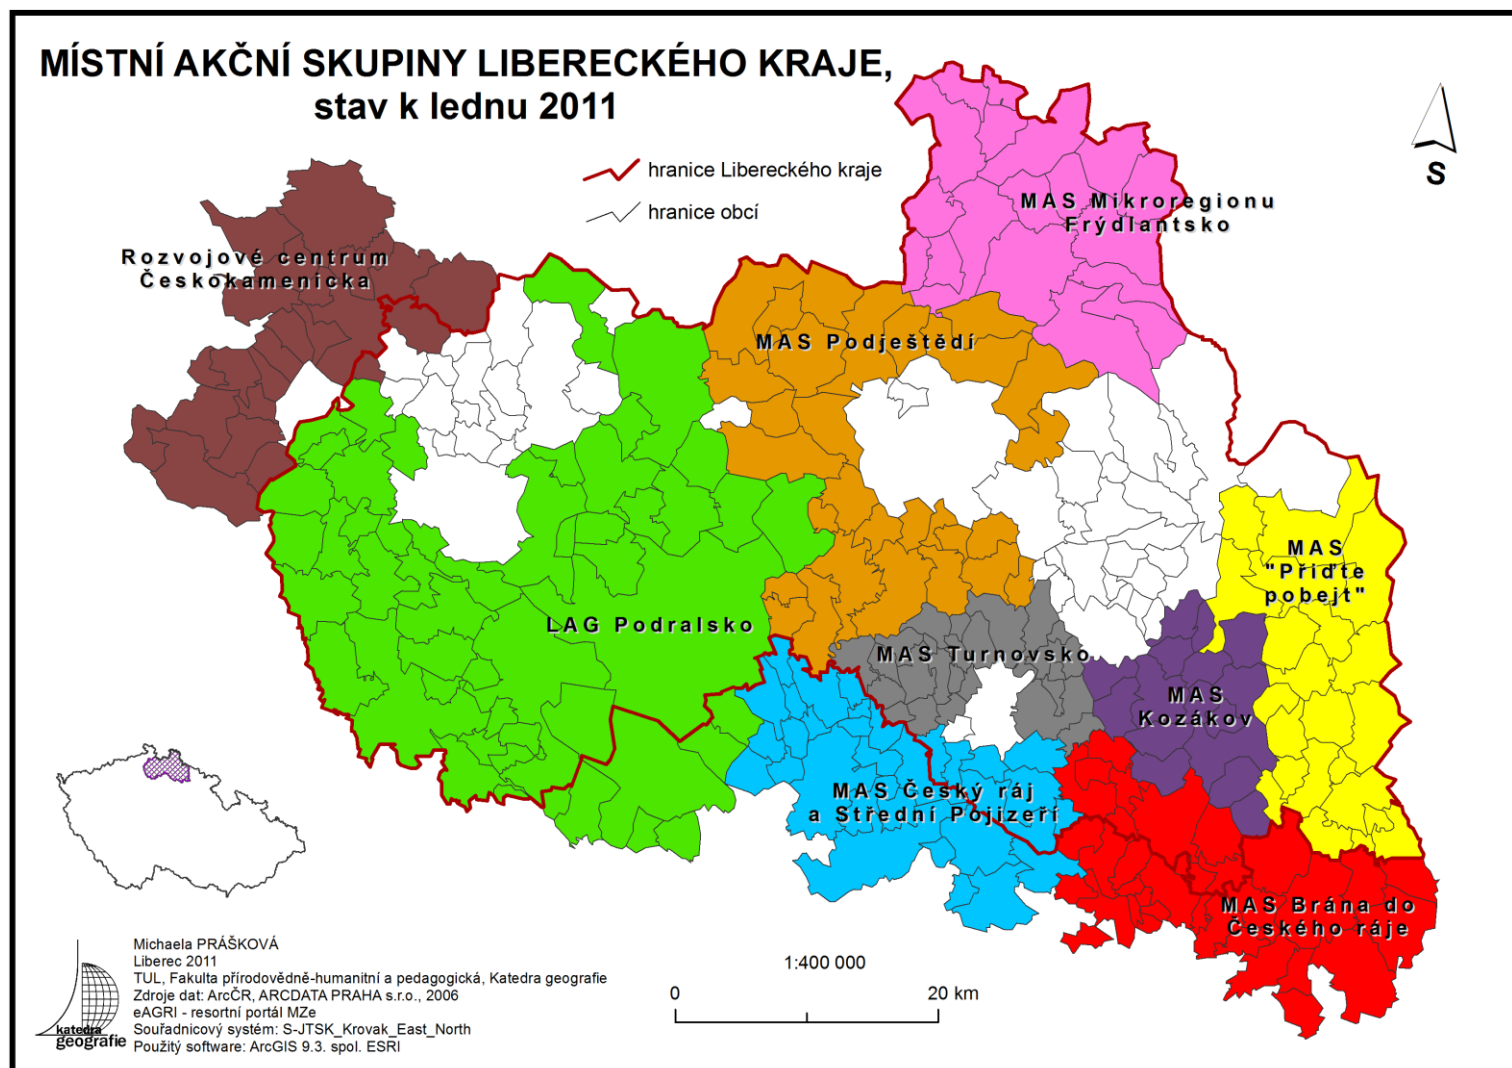 MÍSTNÍ AKČNÍ SKUPINY LIBERECKÉHO KRAJE,
stav k lednu 2011
hranice Libereckého kraje
hranice obcí
S
MAS Mikroregionu
Frýdlantsko
Rozvojové centrum
Českokamenicka
MAS Podještědí
MAS
"Přiďte
pobejt"
LAG Podralsko
MAS Turnovsko
MAS
Kozákov
MAS Český ráj
a Střední Pojizeří
MAS Brána do
Českého ráje
Michaela PRÁŠKOVÁ
Liberec 2011
TUL, Fakulta přírodovědně-humanitní a pedagogická, Katedra geografie
Zdroje dat: ArcČR, ARCDATA PRAHA s.r.o., 2006
eAGRI - resortní portál MZe
Souřadnicový systém: S-JTSK_Krovak_East_North
Použitý software: ArcGIS 9.3. spol. ESRI
katedra
geografie
1:400 000
0 20 km